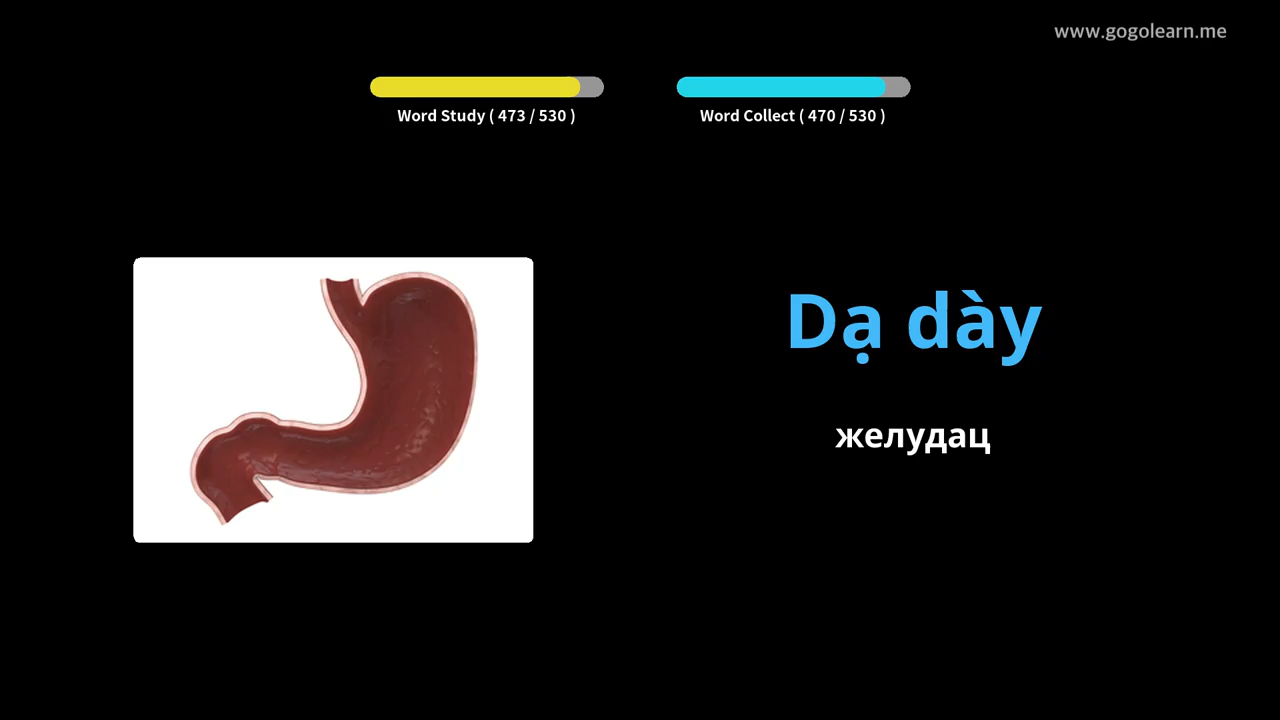 www.gogolearn.me
Word Study ( 473 / 530 )
Word Collect ( 470 / 530 )
Dạ dày
желудац